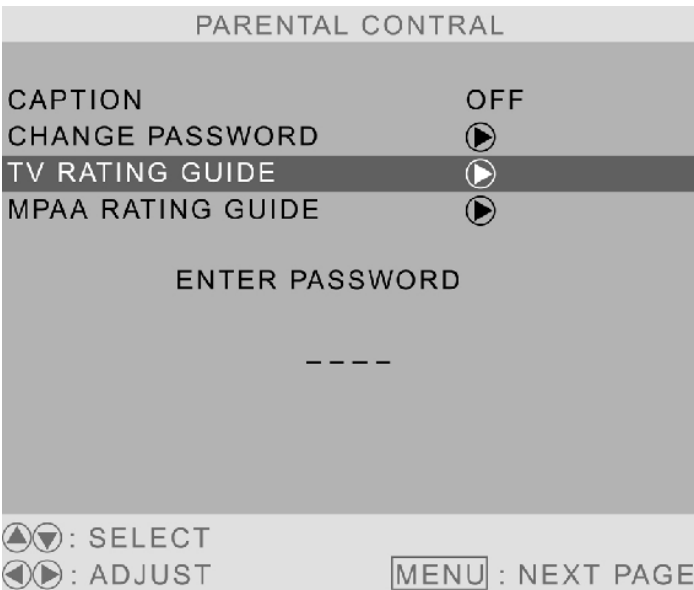 PARENTAL CONTRAL
CAPTION OFF
CHANGE PASSWORD
TV RATING GUIDE
MPAA RATING GUIDE
ENTER PASSWORD
_ _ _ _
: SELECT
: ADJUST MENU : NEXT PAGE